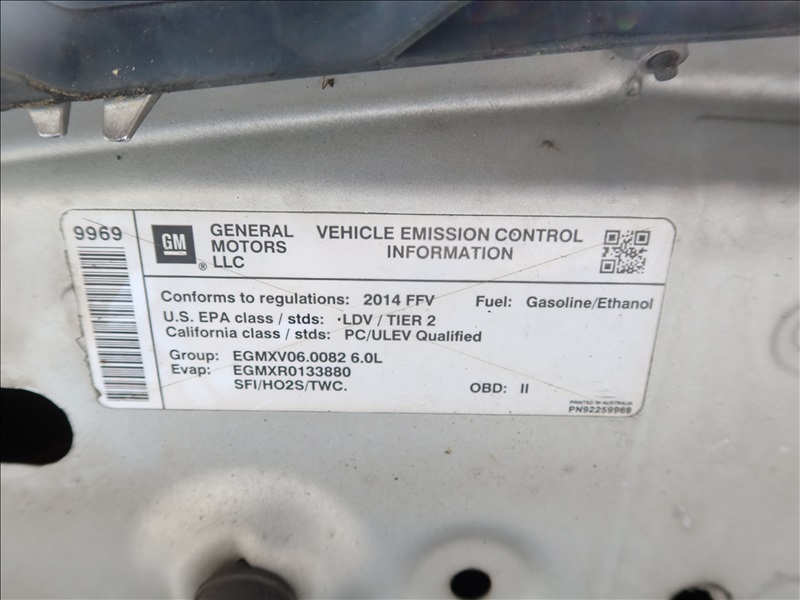 9969
GM
GENERAL MOTORS LLC
®
VEHICLE EMISSION CONTROL
INFORMATION
Conforms to regulations: 2014 FFV Fuel: Gasoline/Ethanol
U.S. EPA class / stds: LDV / TIER 2
California class / stds: PC/ULEV Qualified
Group: EGMXV06.0082 6.0L
Evap: EGMXR0133880
SFI/HO2S/TWC. OBD: II
PRINTED IN AUSTRALIA
PN92259969